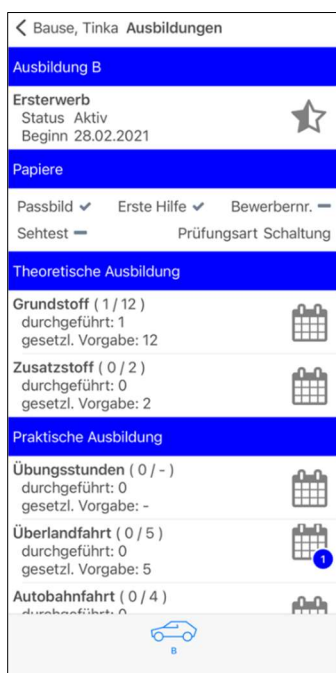 Bause, Tinka Ausbildungen
Ausbildung B
Ersterwerb
Status Aktiv
Beginn 28.02.2021
Papiere
Passbild Erste Hilfe Bewerbernr.
Sehtest Prüfungsart Schaltung
Theoretische Ausbildung
Grundstoff ( 1 / 12 )
durchgeführt: 1
gesetzl. Vorgabe: 12
Zusatzstoff ( 0 / 2 )
durchgeführt: 0
gesetzl. Vorgabe: 2
Praktische Ausbildung
Übungsstunden ( 0 / - )
durchgeführt: 0
gesetzl. Vorgabe: -
Überlandfahrt ( 0 / 5 )
durchgeführt: 0
1
gesetzl. Vorgabe: 5
Autobahnfahrt ( 0 / 4 )
durchgeführt: 0
B